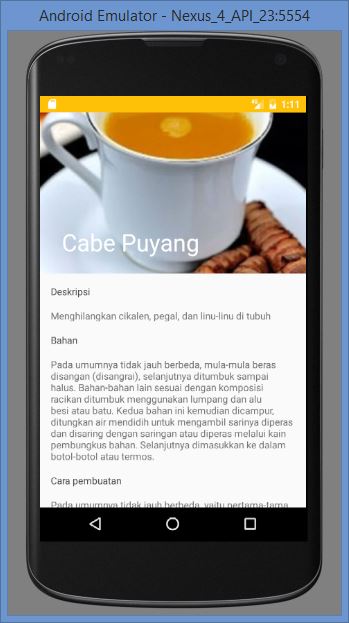 Android Emulator - Nexus_4_API_23:5554
1:11
Cabe Puyang
Deskripsi
Menghilangkan cikalen, pegal, dan linu-linu di tubuh
Bahan
Pada umumnya tidak jauh berbeda, mula-mula beras
disangan (disangrai), selanjutnya ditumbuk sampai
halus. Bahan-bahan lain sesuai dengan komposisi
racikan ditumbuk menggunakan lumpang dan alu
besi atau batu. Kedua bahan ini kemudian dicampur,
ditungkan air mendidih untuk mengambil sarinya diperas
dan disaring dengan saringan atau diperas melalui kain
pembungkus bahan. Selanjutnya dimasukkan ke dalam
botol-botol atau termos.
Cara pembuatan
Pada umumnya tidak jauh berbeda, yaitu pertama-tama